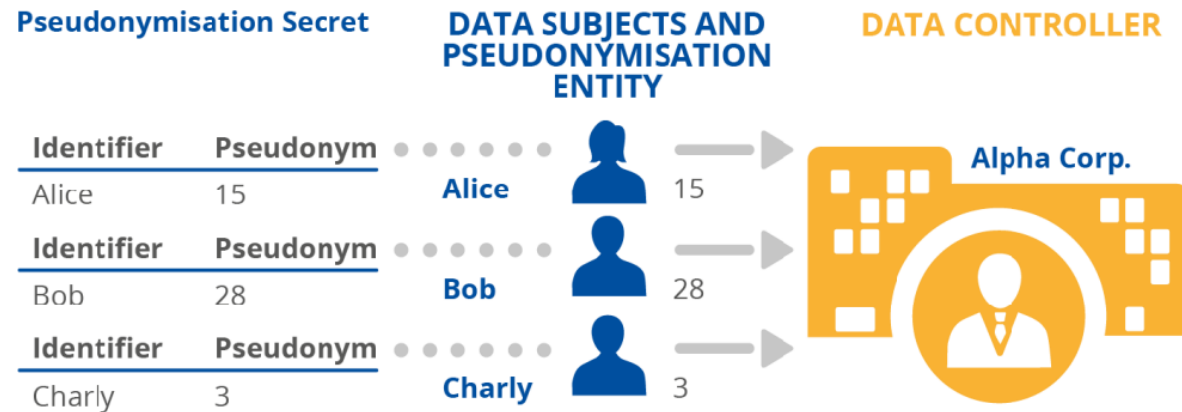 Pseudonymisation Secret
DATA SUBJECTS AND
PSEUDONYMISATION
ENTITY
DATA CONTROLLER
Identifier Pseudonym
Alice 15
Alice 15
Alpha Corp.
Identifier Pseudonym
Bob 28
Bob 28
Identifier Pseudonym
Charly 3
Charly 3